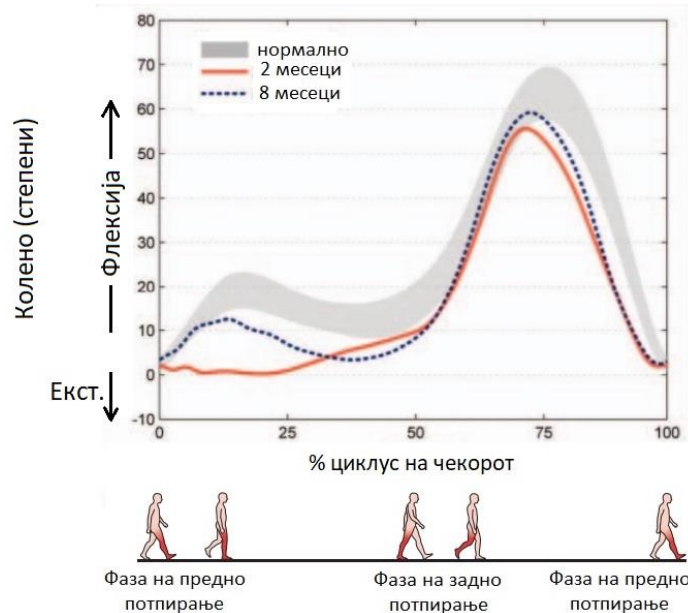 80
70
60
50
40
30
20
10
0
-10
нормално
2 месеци
8 месеци
Колено (степени)
Флексија
Екст.
0 25 50 75 100
% циклус на чекорот
Фаза на предно
потпирање
Фаза на задно
потпирање
Фаза на предно
потпирање